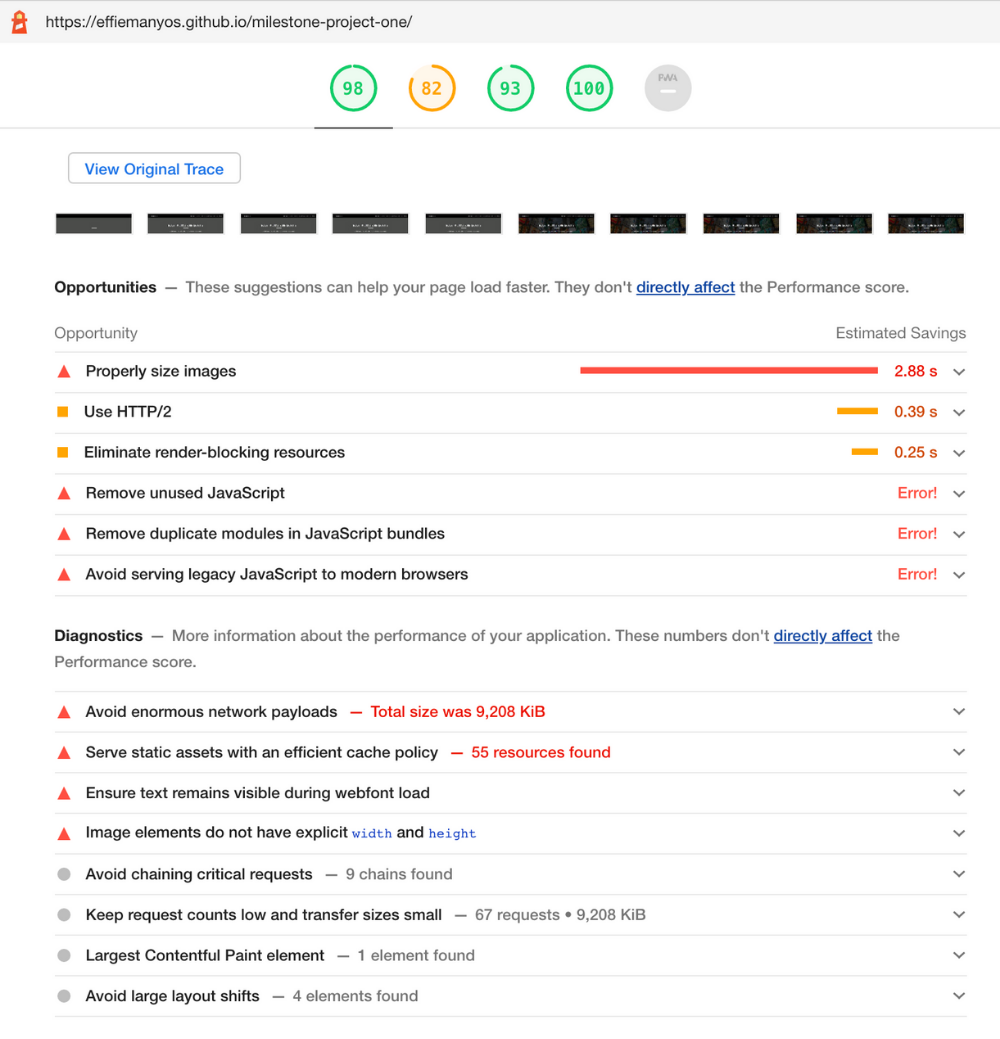 https://effiemanyos.github.io/milestone-project-one/
98 82 93 100 PWA
View Original Trace
Opportunities — These suggestions can help your page load faster. They don't directly affect the Performance score.
Opportunity Estimated Savings
Properly size images 2.88 s
Use HTTP/2 0.39 s
Eliminate render-blocking resources 0.25 s
Remove unused JavaScript Error!
Remove duplicate modules in JavaScript bundles Error!
Avoid serving legacy JavaScript to modern browsers Error!
Diagnostics — More information about the performance of your application. These numbers don't directly affect the
Performance score.
Avoid enormous network payloads — Total size was 9,208 KiB
Serve static assets with an efficient cache policy — 55 resources found
Ensure text remains visible during webfont load
Image elements do not have explicit width and height
Avoid chaining critical requests — 9 chains found
Keep request counts low and transfer sizes small — 67 requests • 9,208 KiB
Largest Contentful Paint element — 1 element found
Avoid large layout shifts — 4 elements found